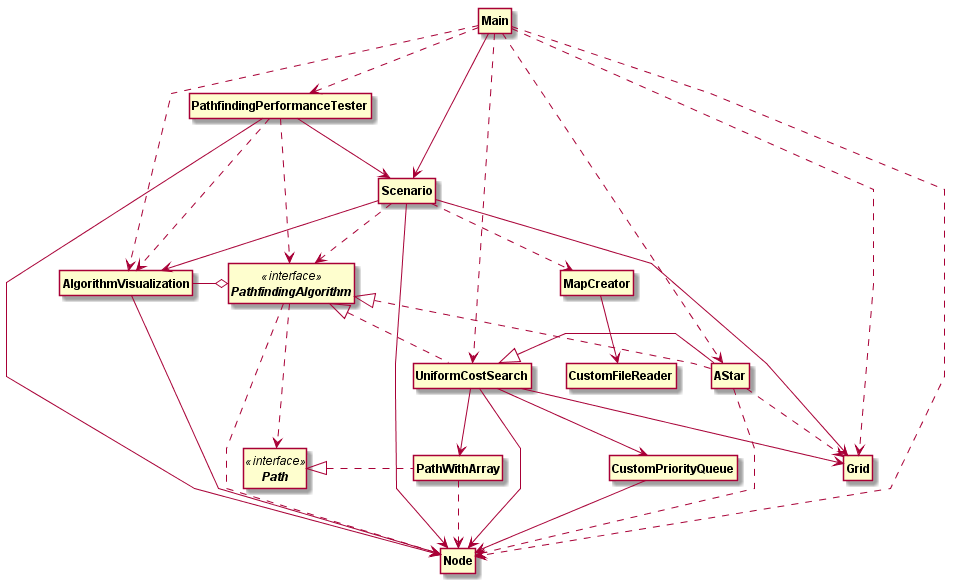 Main
PathfindingPerformanceTester
Scenario
AlgorithmVisualization
«interface»
PathfindingAlgorithm
MapCreator
UniformCostSearch
CustomFileReader
AStar
«interface»
Path
PathWithArray
CustomPriorityQueue
Grid
Node